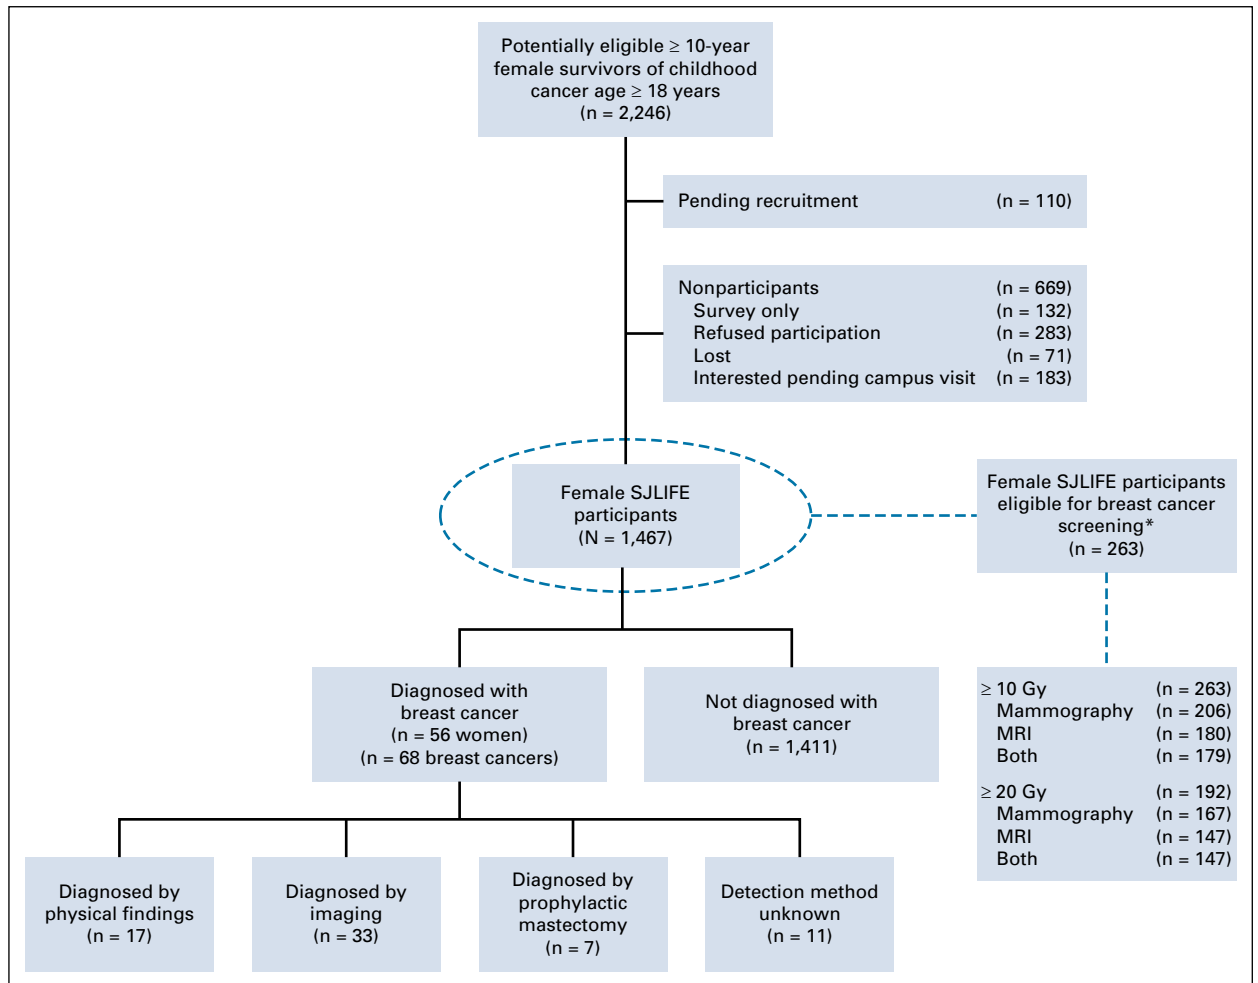 Potentially eligible ≥ 10-year
female survivors of childhood
cancer age ≥ 18 years
(n = 2,246)
Pending recruitment (n = 110)
Nonparticipants (n = 669)
Survey only (n = 132)
Refused participation (n = 283)
Lost (n = 71)
Interested pending campus visit (n = 183)
Female SJLIFE
participants
(N = 1,467)
Female SJLIFE participants
eligible for breast cancer
screening*
(n = 263)
Diagnosed with
breast cancer
(n = 56 women)
(n = 68 breast cancers)
Not diagnosed with
breast cancer
(n = 1,411)
≥ 10 Gy (n = 263)
Mammography (n = 206)
MRI (n = 180)
Both (n = 179)
≥ 20 Gy (n = 192)
Mammography (n = 167)
MRI (n = 147)
Both (n = 147)
Diagnosed by
physical findings
(n = 17)
Diagnosed by
imaging
(n = 33)
Diagnosed by
prophylactic
mastectomy
(n = 7)
Detection method
unknown
(n = 11)